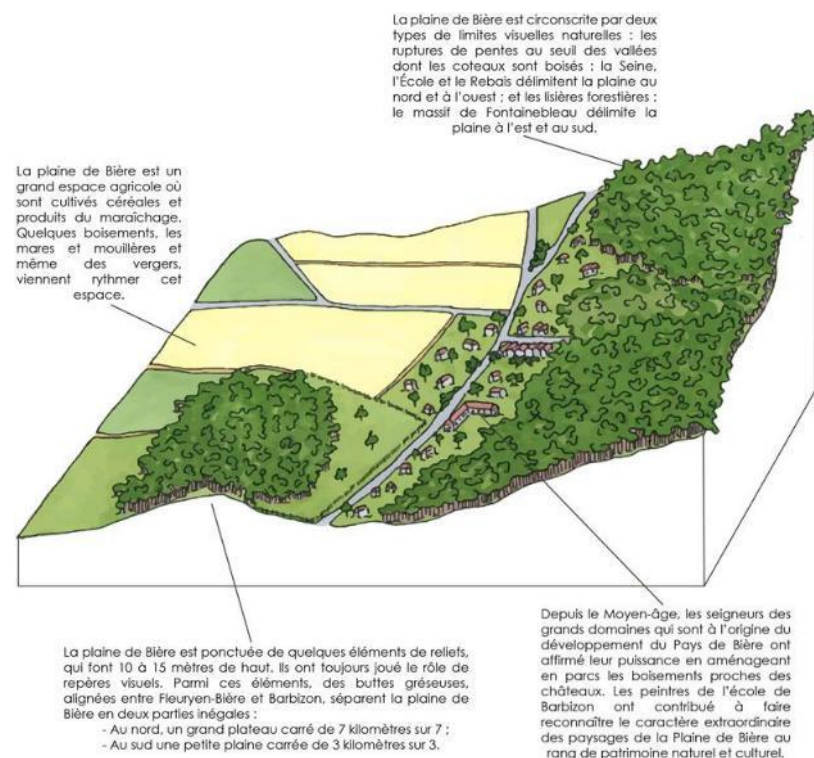 La plaine de Bière est circonscrite par deux
types de limites visuelles naturelles : les
ruptures de pentes au seuil des vallées
dont les coteaux sont boisés : la Seine,
l'École et le Rebais délimitent la plaine au
nord et à l'ouest ; et les lisières forestières :
le massif de Fontainebleau délimite la
plaine à l'est et au sud.
La plaine de Bière est un
grand espace agricole où
sont cultivés céréales et
produits du maraîchage.
Quelques boisements, les
mares et mouillères et
même des vergers,
viennent rythmer cet
espace.
La plaine de Bière est ponctuée de quelques éléments de reliefs,
qui font 10 à 15 mètres de haut. Ils ont toujours joué le rôle de
repères visuels. Parmi ces éléments, des buttes gréseuses,
alignées entre Fleuryen-Bière et Barbizon, séparent la plaine de
Bière en deux parties inégales :
- Au nord, un grand plateau carré de 7 kilomètres sur 7 ;
- Au sud une petite plaine carrée de 3 kilomètres sur 3.
Depuis le Moyen-âge, les seigneurs des
grands domaines qui sont à l'origine du
développement du Pays de Bière ont
affirmé leur puissance en aménageant
en parcs les boisements proches des
châteaux. Les peintres de l'école de
Barbizon ont contribué à faire
reconnaître le caractère extraordinaire
des paysages de la Plaine de Bière au
rang de patrimoine naturel et culturel.